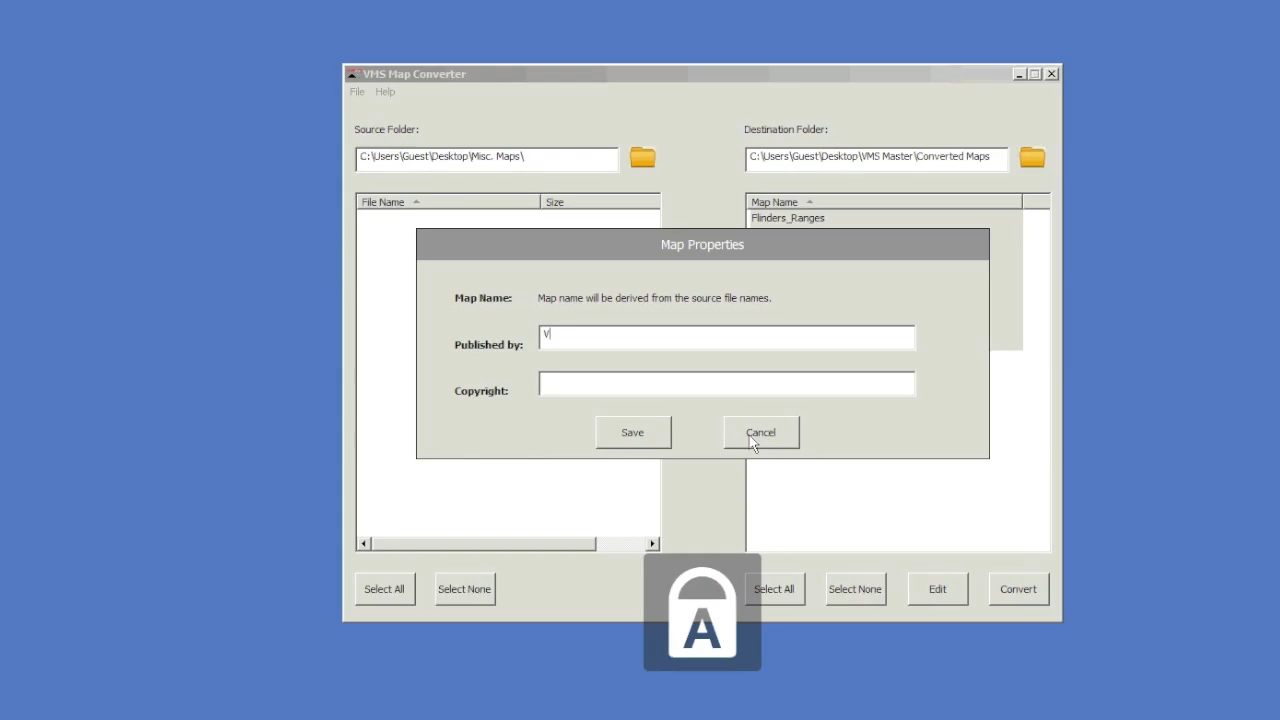 VMS Map Converter
File Help
Source Folder:
Destination Folder:
C:\Users\Guest\Desktop\Misc. Maps\
C:\Users\Guest\Desktop\VMS Master\Converted Maps
File Name Size
Map Name
Flinders_Ranges
Map Properties
Map Name: Map name will be derived from the source file names.
Published by: V
Copyright:
Save Cancel
Select All Select None Select All Select None Edit Convert
A